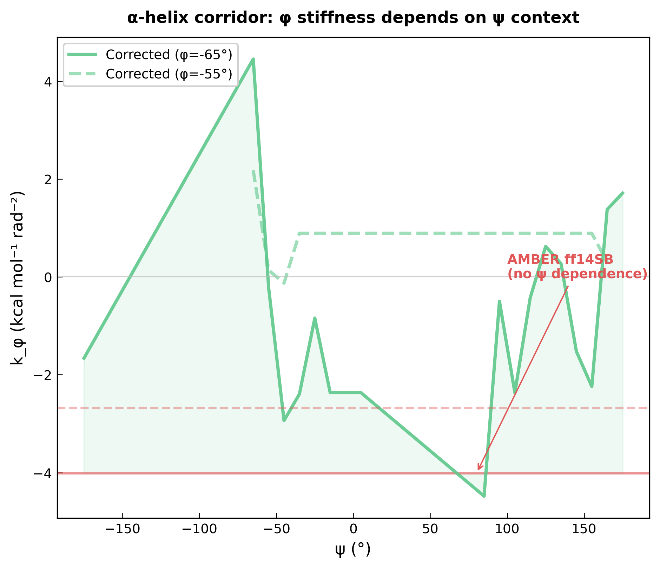 α-helix corridor: φ stiffness depends on ψ context
Corrected (φ=-65°)
Corrected (φ=-55°)
AMBER ff14SB
(no ψ dependence)
k_φ (kcal mol⁻¹ rad⁻²)
4
2
0
−2
−4
−150
−100
−50
0
50
100
150
ψ (°)